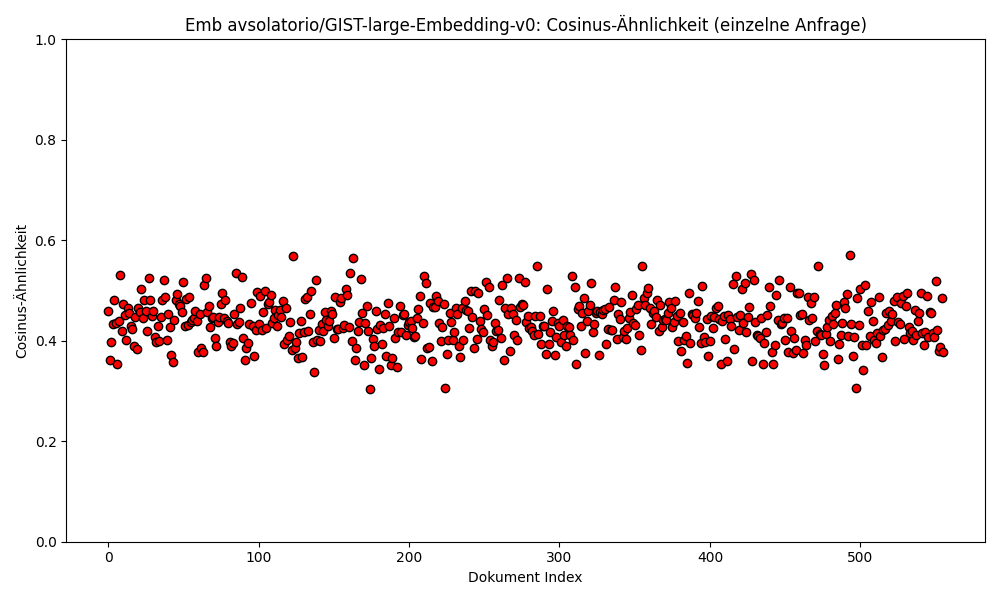 Emb avsolatorio/GIST-large-Embedding-v0: Cosinus-Ähnlichkeit (einzelne Anfrage)
1.0
0.8
0.6
0.4
0.2
0.0
Cosinus-Ähnlichkeit
0 100 200 300 400 500
Dokument Index